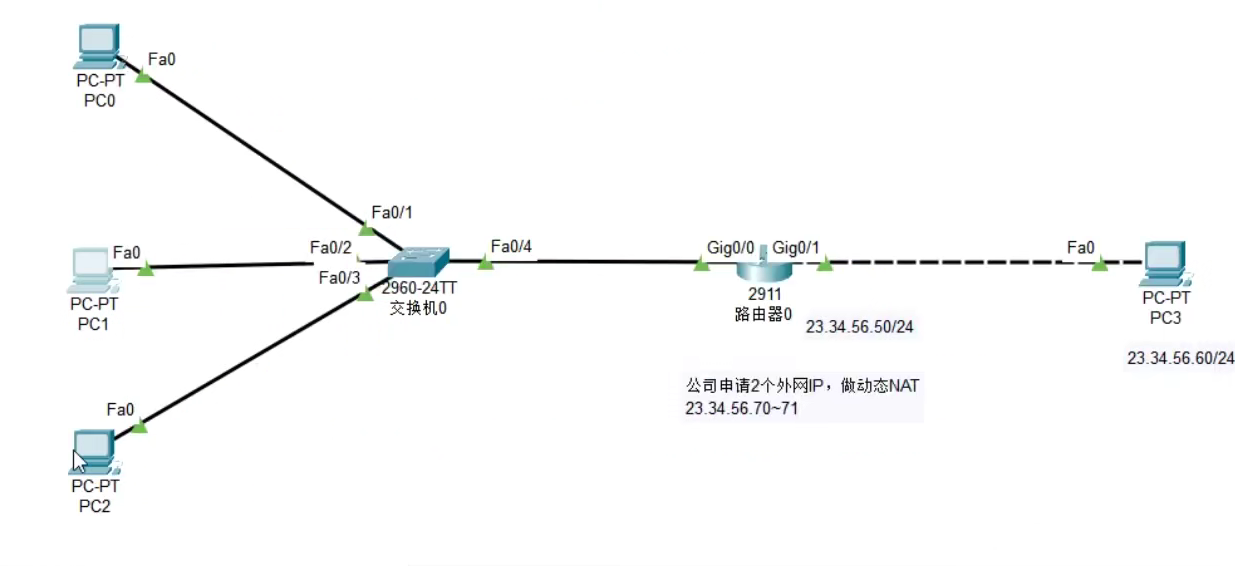 Fa0
PC-PT
PC0
Fa0/1
Fa0
PC-PT
PC1
Fa0/2
Fa0/3
Fa0/4
2960-24TT
交换机0
Gig0/0
Gig0/1
2911
路由器0
23.34.56.50/24
Fa0
PC-PT
PC3
23.34.56.60/24
公司申请2个外网IP，做动态NAT
23.34.56.70~71
Fa0
PC-PT
PC2